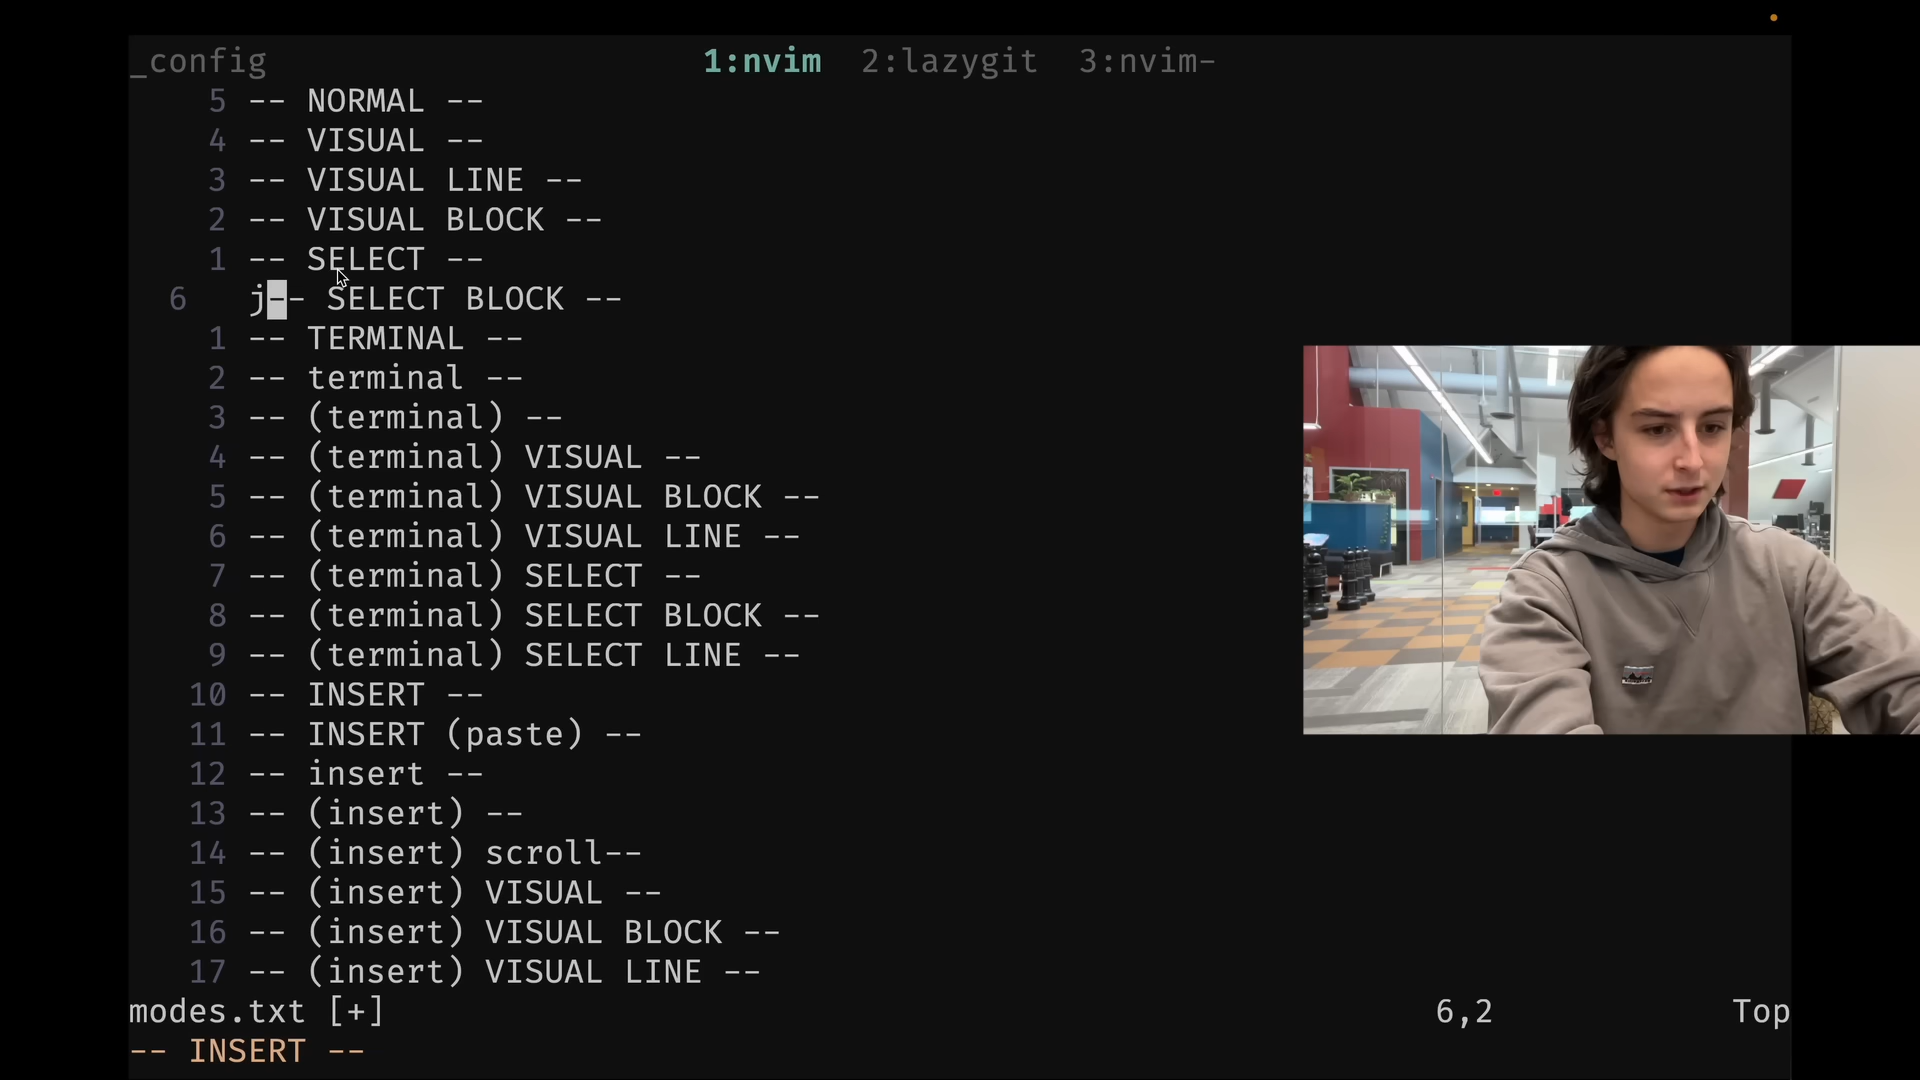 _config 1:nvim 2:lazygit 3:nvim-
5 -- NORMAL --
4 -- VISUAL --
3 -- VISUAL LINE --
2 -- VISUAL BLOCK --
1 -- SELECT --
6 j-- SELECT BLOCK --
1 -- TERMINAL --
2 -- terminal --
3 -- (terminal) --
4 -- (terminal) VISUAL --
5 -- (terminal) VISUAL BLOCK --
6 -- (terminal) VISUAL LINE --
7 -- (terminal) SELECT --
8 -- (terminal) SELECT BLOCK --
9 -- (terminal) SELECT LINE --
10 -- INSERT --
11 -- INSERT (paste) --
12 -- insert --
13 -- (insert) --
14 -- (insert) scroll--
15 -- (insert) VISUAL --
16 -- (insert) VISUAL BLOCK --
17 -- (insert) VISUAL LINE --
modes.txt [+] 6,2 Top
-- INSERT --